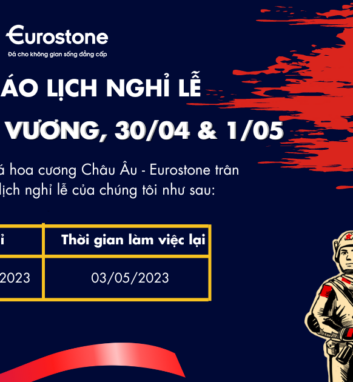 Eurostone
Đá cho không gian sống đẳng cấp
ÁO LỊCH NGHỈ LỄ
VƯƠNG, 30/04 & 1/05
á hoa cương Châu Âu - Eurostone trân
lịch nghỉ lễ của chúng tôi như sau:
ỉ
Thời gian làm việc lại
2023
03/05/2023